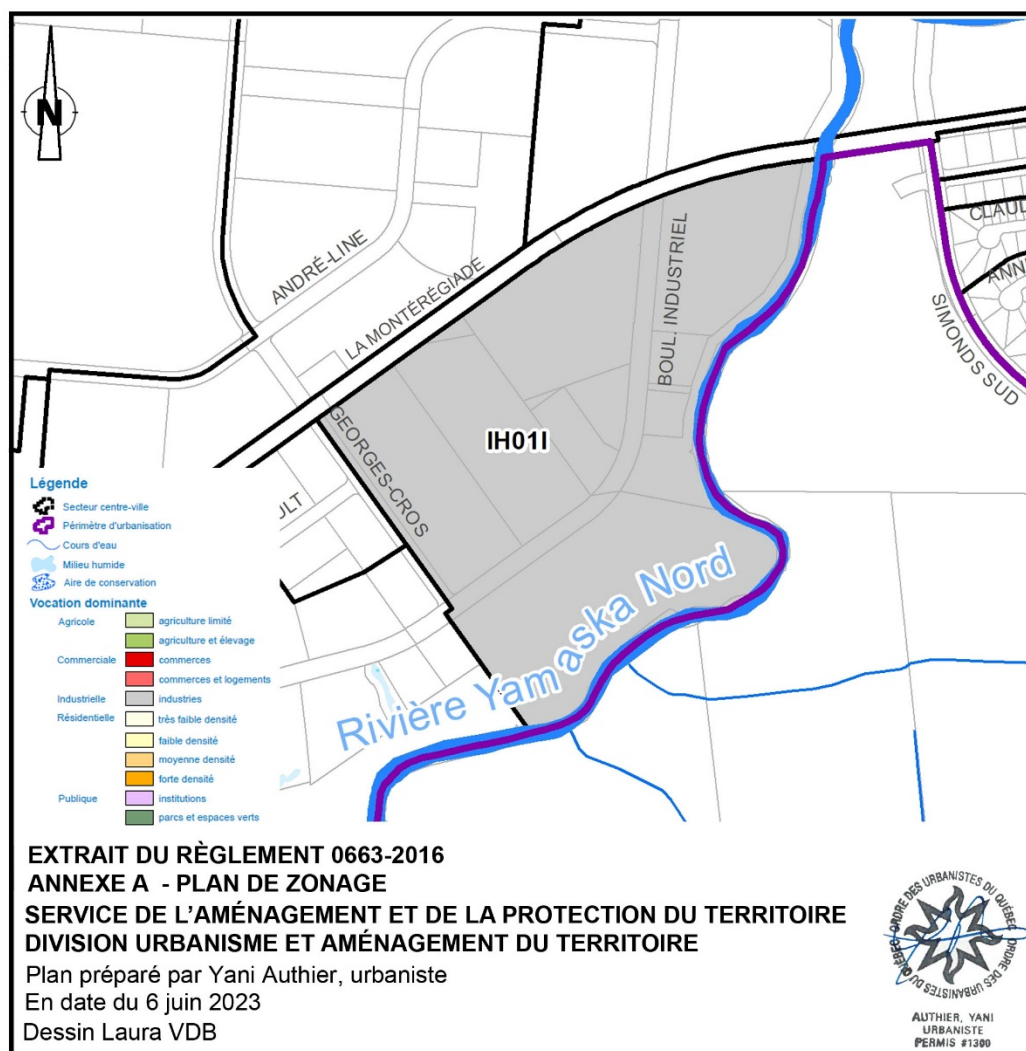 N
ANDRÉ-LINE
LA MONTÉRÉGIADE
BOUL. INDUSTRIEL
SIMONDS SUD
IH01I
GEORGES-CROS
Rivière Yamaska Nord
Légende
Secteur centre-ville
Périmètre d'urbanisation
Cours d'eau
Milieu humide
Aire de conservation
Vocation dominante
Agricole
agriculture limité
agriculture et élevage
Commerciale
commerces
commerces et logements
Industrielle
industries
Résidentielle
très faible densité
faible densité
moyenne densité
forte densité
Publique
institutions
parcs et espaces verts
EXTRAIT DU RÈGLEMENT 0663-2016
ANNEXE A - PLAN DE ZONAGE
SERVICE DE L'AMÉNAGEMENT ET DE LA PROTECTION DU TERRITOIRE
DIVISION URBANISME ET AMÉNAGEMENT DU TERRITOIRE
Plan préparé par Yani Authier, urbaniste
En date du 6 juin 2023
Dessin Laura VDB
ORDRE DES URBANISTES DU QUÉBEC
ORDRE DES URBANISTES DU QUÉBEC
AUTHIER, YANI
URBANISTE
PERMIS #1300